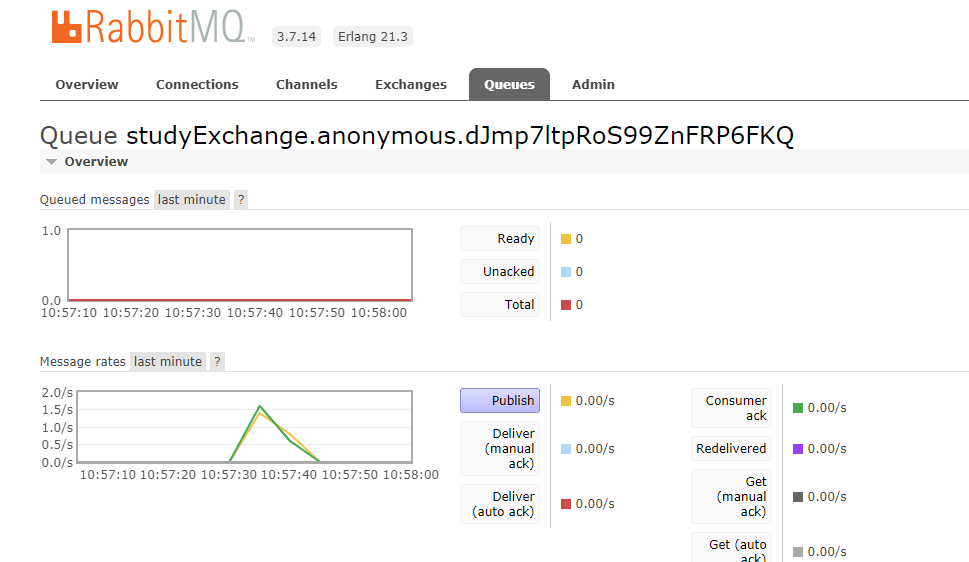 RabbitMQ TM 3.7.14 Erlang 21.3
Overview Connections Channels Exchanges Queues Admin
Queue studyExchange.anonymous.dJmp7ltpRoS99ZnFRP6FKQ
Overview
Queued messages last minute ?
1.0
0.0
10:57:10 10:57:20 10:57:30 10:57:40 10:57:50 10:58:00
Ready 0
Unacked 0
Total 0
Message rates last minute ?
2.0/s
1.5/s
1.0/s
0.5/s
0.0/s
10:57:10 10:57:20 10:57:30 10:57:40 10:57:50 10:58:00
Publish 0.00/s
Deliver
(manual
ack)
0.00/s
Deliver
(auto ack)
0.00/s
Consumer
ack
0.00/s
Redelivered 0.00/s
Get
(manual
ack)
0.00/s
Get (auto
ack)
0.00/s